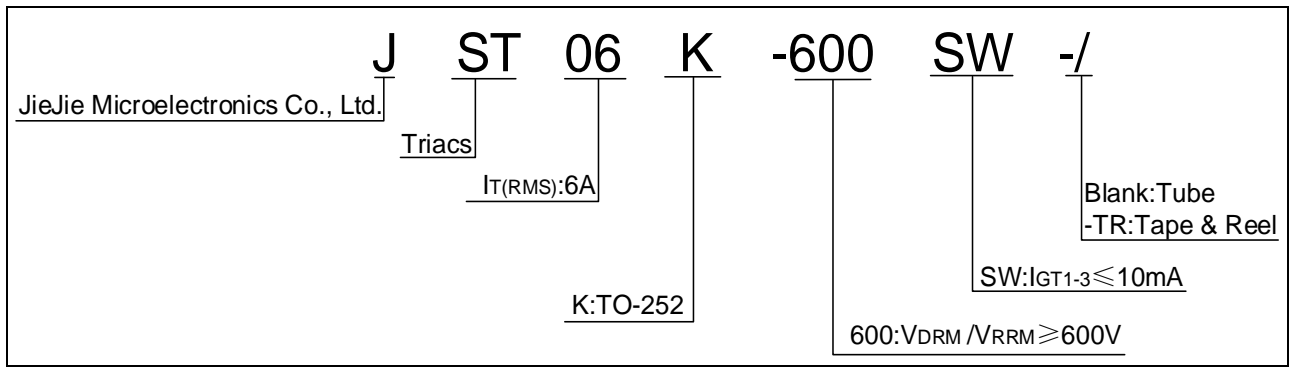 J ST 06 K -600 SW -/
JieJie Microelectronics Co., Ltd.
Triacs
IT(RMS):6A
Blank:Tube
-TR:Tape & Reel
SW:IGT1-3≤10mA
K:TO-252
600:VDRM /VRRM≥600V